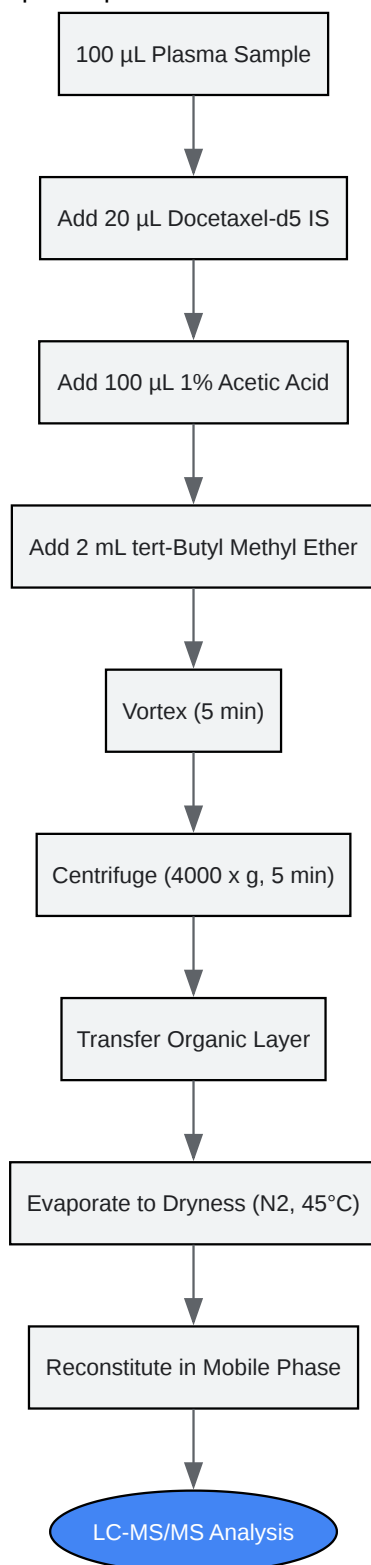 100 µL Plasma Sample
Add 20 µL Docetaxel-d5 IS
Add 100 µL 1% Acetic Acid
Add 2 mL tert-Butyl Methyl Ether
Vortex (5 min)
Centrifuge (4000 x g, 5 min)
Transfer Organic Layer
Evaporate to Dryness (N2, 45°C)
Reconstitute in Mobile Phase
LC-MS/MS Analysis